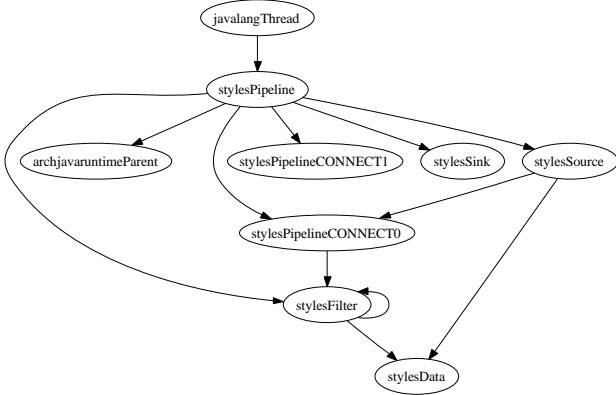 javalangThread
stylesPipeline
archjavaruntimeParent
stylesPipelineCONNECT1
stylesSink
stylesSource
stylesPipelineCONNECT0
stylesFilter
stylesData